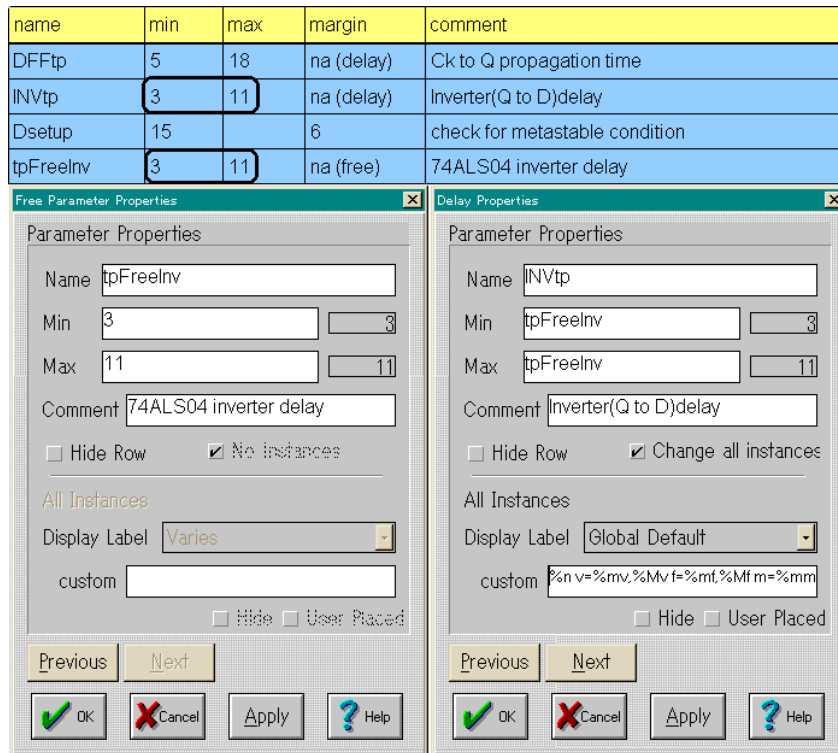 name min max margin comment
DFFtp 5 18 na (delay) Ck to Q propagation time
INVtp 3 11 na (delay) Inverter(Q to D)delay
Dsetup 15 6 check for metastable condition
tpFreeInv 3 11 na (free) 74ALS04 inverter delay
Free Parameter Properties
Parameter Properties
Name tpFreeInv
Min 3 3
Max 11 11
Comment 74ALS04 inverter delay
Hide Row No Instances
All Instances
Display Label Varies
custom
Hide User Placed
Previous Next
OK Cancel Apply ? Help
Delay Properties
Parameter Properties
Name INVtp
Min tpFreeInv 3
Max tpFreeInv 11
Comment Inverter(Q to D)delay
Hide Row Change all instances
All Instances
Display Label Global Default
custom %n v=%mv,%Mv f=%mf,%Mf m=%mm
Hide User Placed
Previous Next
OK Cancel Apply ? Help